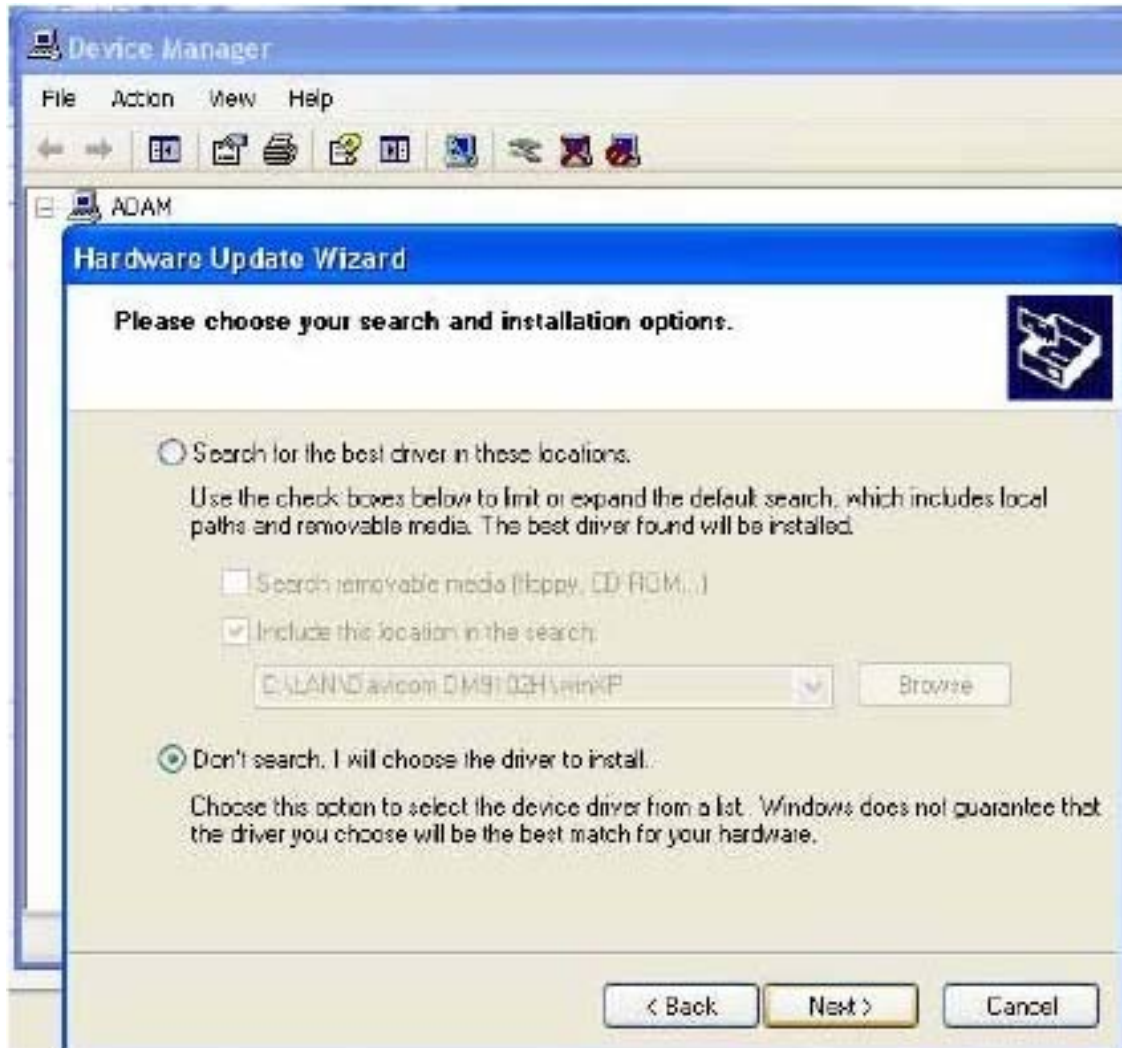 Device Manager
File Action View Help
ADAM
Hardware Update Wizard
Please choose your search and installation options.
Search for the best driver in these locations.
Use the check boxes below to limit or expand the default search, which includes local
paths and removable media. The best driver found will be installed.
Search removable media (floppy, CD-ROM...)
Include this location in the search:
\LAN\Davicom DM9102H\winXP
Browse
Don't search. I will choose the driver to install.
Choose this option to select the device driver from a list. Windows does not guarantee that
the driver you choose will be the best match for your hardware.
< Back Next > Cancel